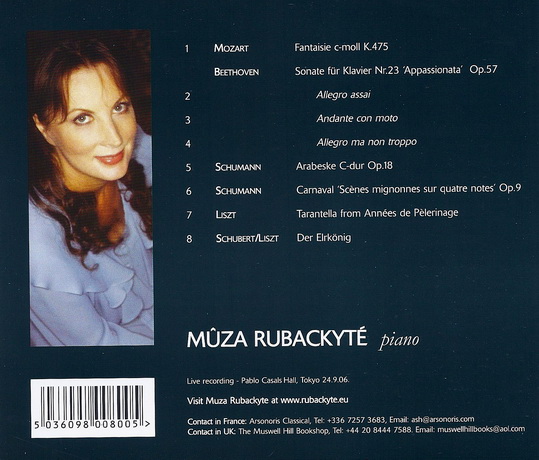 1 MOZART Fantaisie c-moll K.475
BEETHOVEN Sonate für Klavier Nr.23 'Appassionata' Op.57
2 Allegro assai
3 Andante con moto
4 Allegro ma non troppo
5 SCHUMANN Arabeske C-dur Op.18
6 SCHUMANN Carnaval 'Scènes mignonnes sur quatre notes' Op.9
7 LISZT Tarantella from Années de Pèlerinage
8 SCHUBERT/LISZT Der Elrkönig
MÛZA RUBACKYTÉ piano
Live recording - Pablo Casals Hall, Tokyo 24.9.06.
Visit Muza Rubackyte at www.rubackyte.eu
Contact in France: Arsonoris Classical, Tel: +336 7257 3683, Email: ash@arsonoris.com
Contact in UK: The Muswell Hill Bookshop, Tel: +44 20 8444 7588. Email: muswellhillbooks@aol.com
5 036098 008005 >